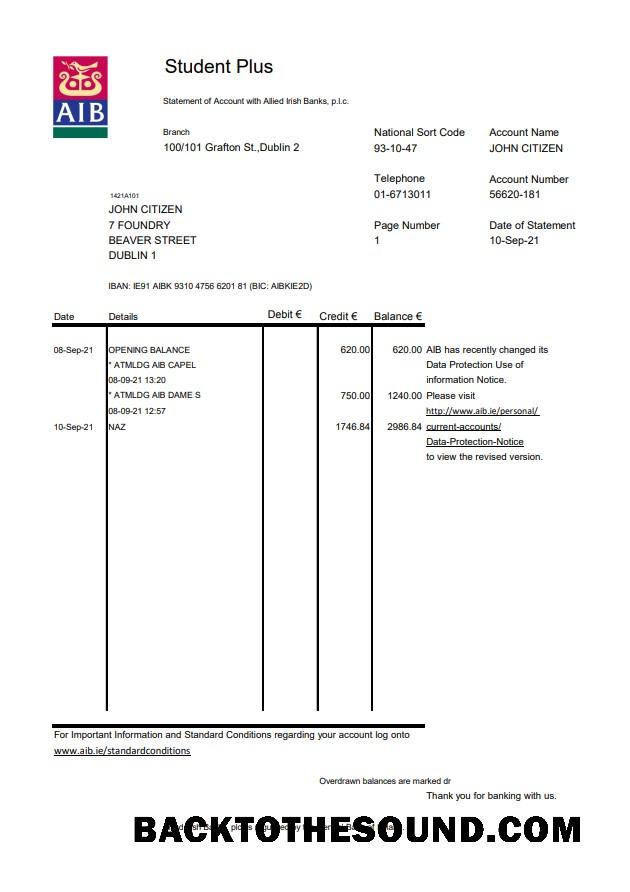 AIB
Student Plus
Statement of Account with Allied Irish Banks, p.l.c.
Branch
100/101 Grafton St.,Dublin 2
National Sort Code
93-10-47
Account Name
JOHN CITIZEN
Telephone
01-6713011
Account Number
56620-181
1421A101
JOHN CITIZEN
7 FOUNDRY
BEAVER STREET
DUBLIN 1
Page Number
1
Date of Statement
10-Sep-21
IBAN: IE91 AIBK 9310 4756 6201 81 (BIC: AIBKIE2D)
Date Details Debit € Credit € Balance €
08-Sep-21 OPENING BALANCE 620.00 620.00
* ATMLDG AIB CAPEL
08-09-21 13:20
* ATMLDG AIB DAME S 750.00 1240.00
08-09-21 12:57
10-Sep-21 NAZ 1746.84 2986.84
AIB has recently changed its
Data Protection Use of
information Notice.
Please visit
http://www.aib.ie/personal/
current-accounts/
Data-Protection-Notice
to view the revised version.
For Important Information and Standard Conditions regarding your account log onto
www.aib.ie/standardconditions
Overdrawn balances are marked dr
Thank you for banking with us.
BACKTOTHESOUND.COM